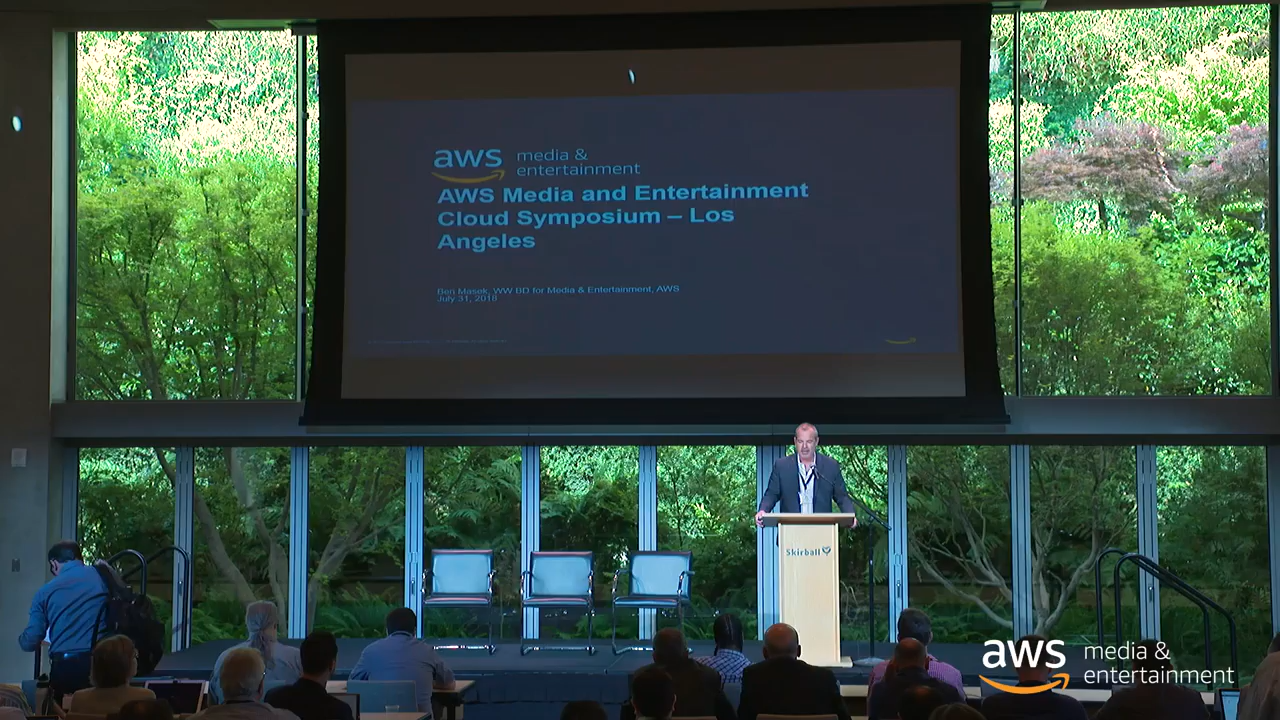 aws media &
entertainment
AWS Media and Entertainment
Cloud Symposium – Los
Angeles
Ben Masek, WW BD for Media & Entertainment, AWS
July 31, 2018
Skirball
aws media &
entertainment